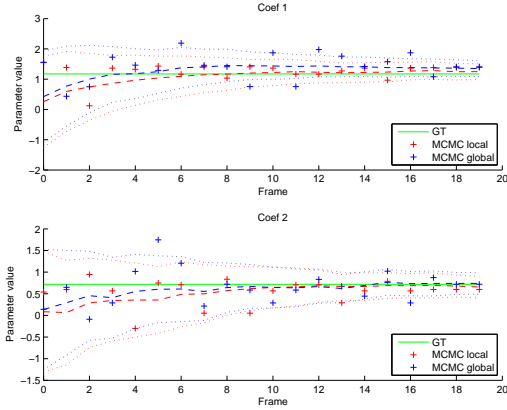 Coef 1
Parameter value
4
3
2
1
0
−1
−2
0 2 4 6 8 10 12 14 16 18 20
Frame
GT
MCMC local
MCMC global
Coef 2
Parameter value
2
1.5
1
0.5
0
−0.5
−1
−1.5
0 2 4 6 8 10 12 14 16 18 20
Frame
GT
MCMC local
MCMC global